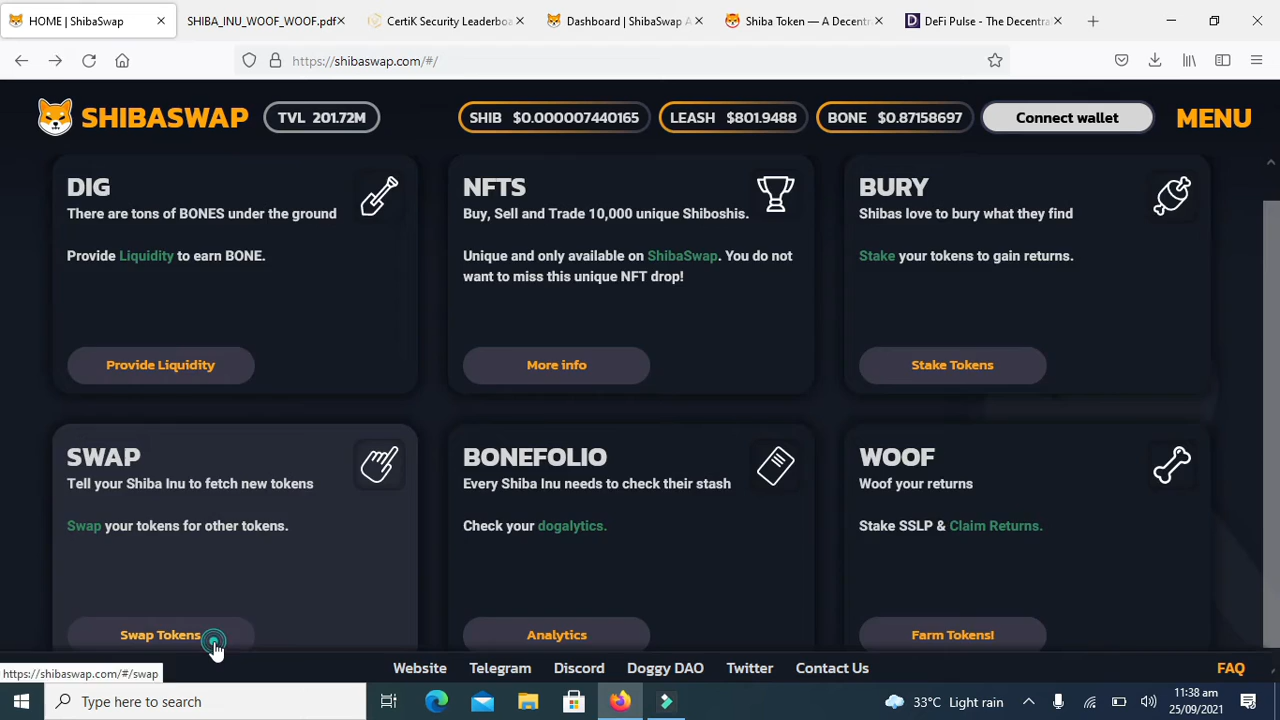 HOME | ShibaSwap
SHIBA_INU_WOOF_WOOF.pdf
CertiK Security Leaderboa
Dashboard | ShibaSwap A
Shiba Token — A Decentr
DeFi Pulse - The Decentra
https://shibaswap.com/#/
SHIBASWAP
TVL 201.72M
SHIB $0.000007440165
LEASH $801.9488
BONE $0.87158697
Connect wallet
MENU
DIG
There are tons of BONES under the ground
Provide Liquidity to earn BONE.
Provide Liquidity
NFTS
Buy, Sell and Trade 10,000 unique Shiboshis.
Unique and only available on ShibaSwap. You do not
want to miss this unique NFT drop!
More info
BURY
Shibas love to bury what they find
Stake your tokens to gain returns.
Stake Tokens
SWAP
Tell your Shiba Inu to fetch new tokens
Swap your tokens for other tokens.
Swap Tokens
BONEFOLIO
Every Shiba Inu needs to check their stash
Check your dogalytics.
Analytics
WOOF
Woof your returns
Stake SSLP & Claim Returns.
Farm Tokens!
https://shibaswap.com/#/swap
Website
Telegram
Discord
Doggy DAO
Twitter
Contact Us
FAQ
Type here to search
33°C Light rain
11:38 am
25/09/2021